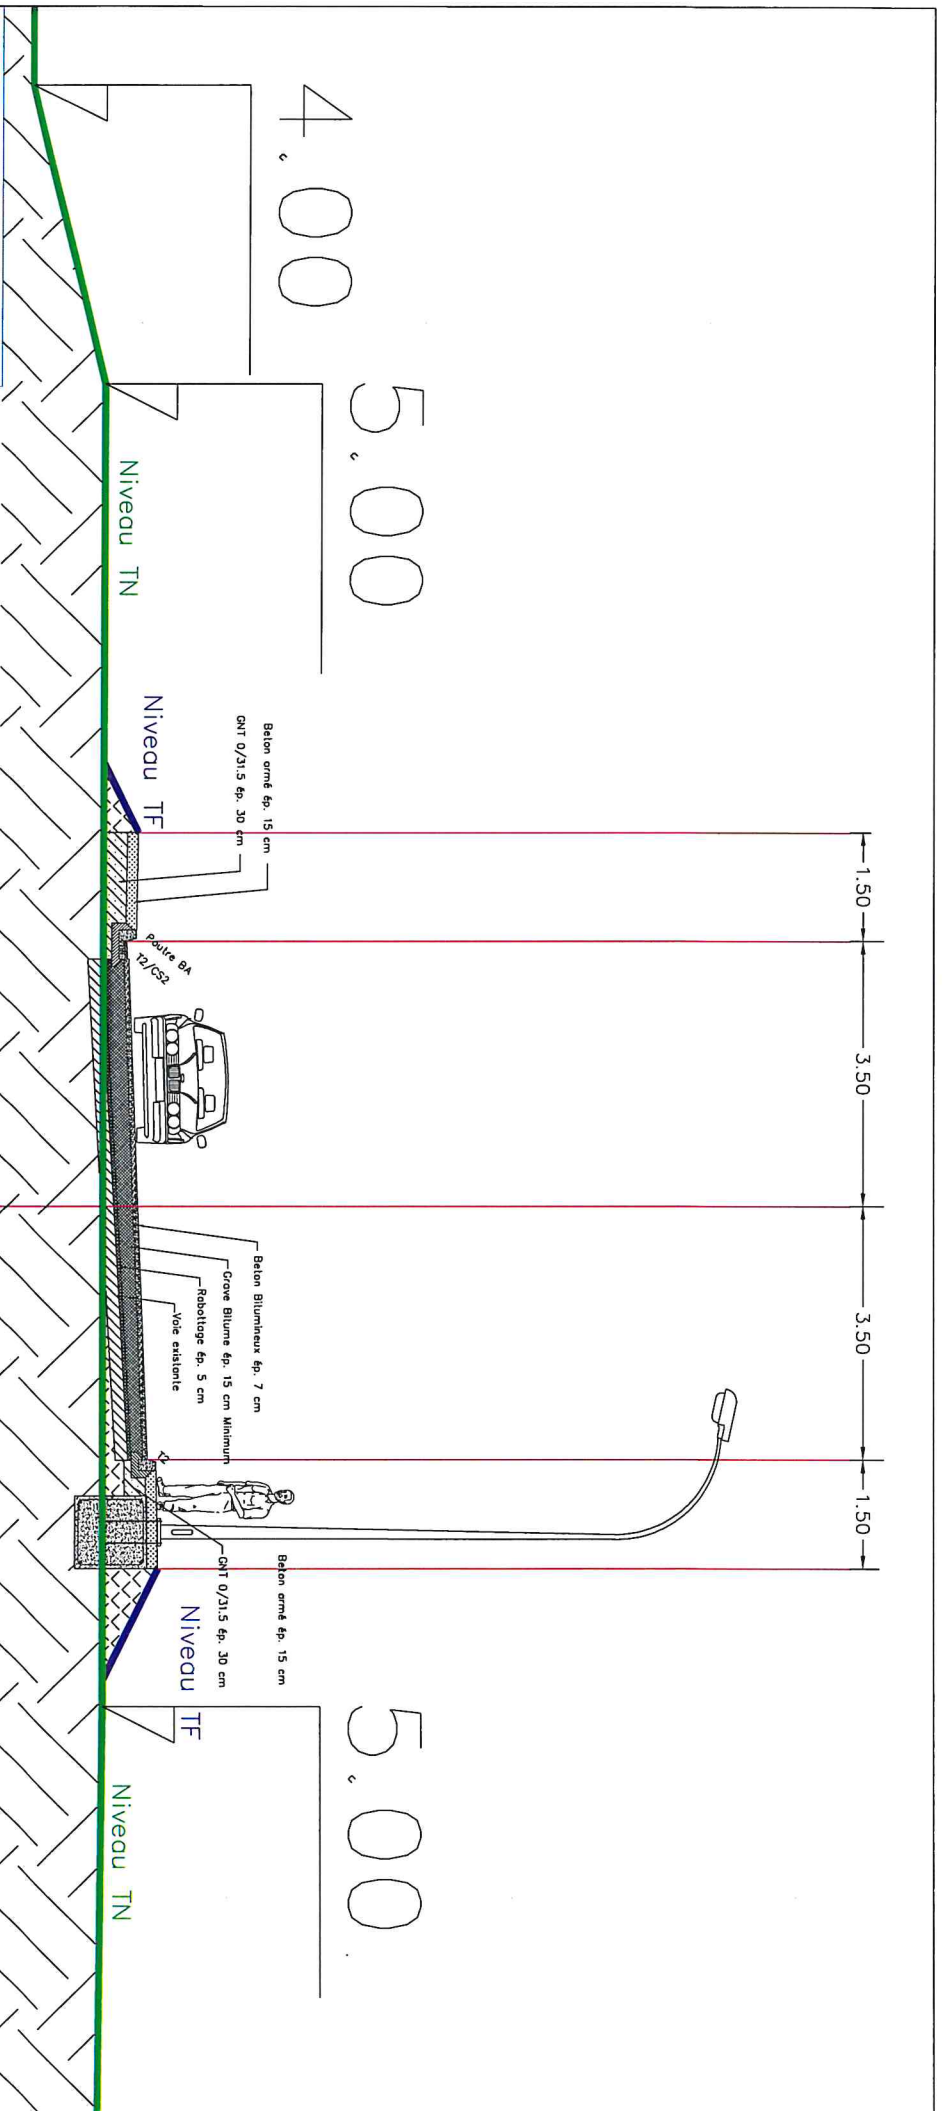 4.00
5.00
Niveau TN
Niveau TF
Beton armé ép. 15 cm
GNT 0/31.5 ép. 30 cm
1.50
Poutre BA
T2/CS2
3.50
Beton Bitumineux ép. 7 cm
Grave Bitume ép. 15 cm Minimum
Rabottage ép. 5 cm
Voie existante
3.50
T2
1.50
Beton armé ép. 15 cm
GNT 0/31.5 ép. 30 cm
Niveau TF
5.00
Niveau TN